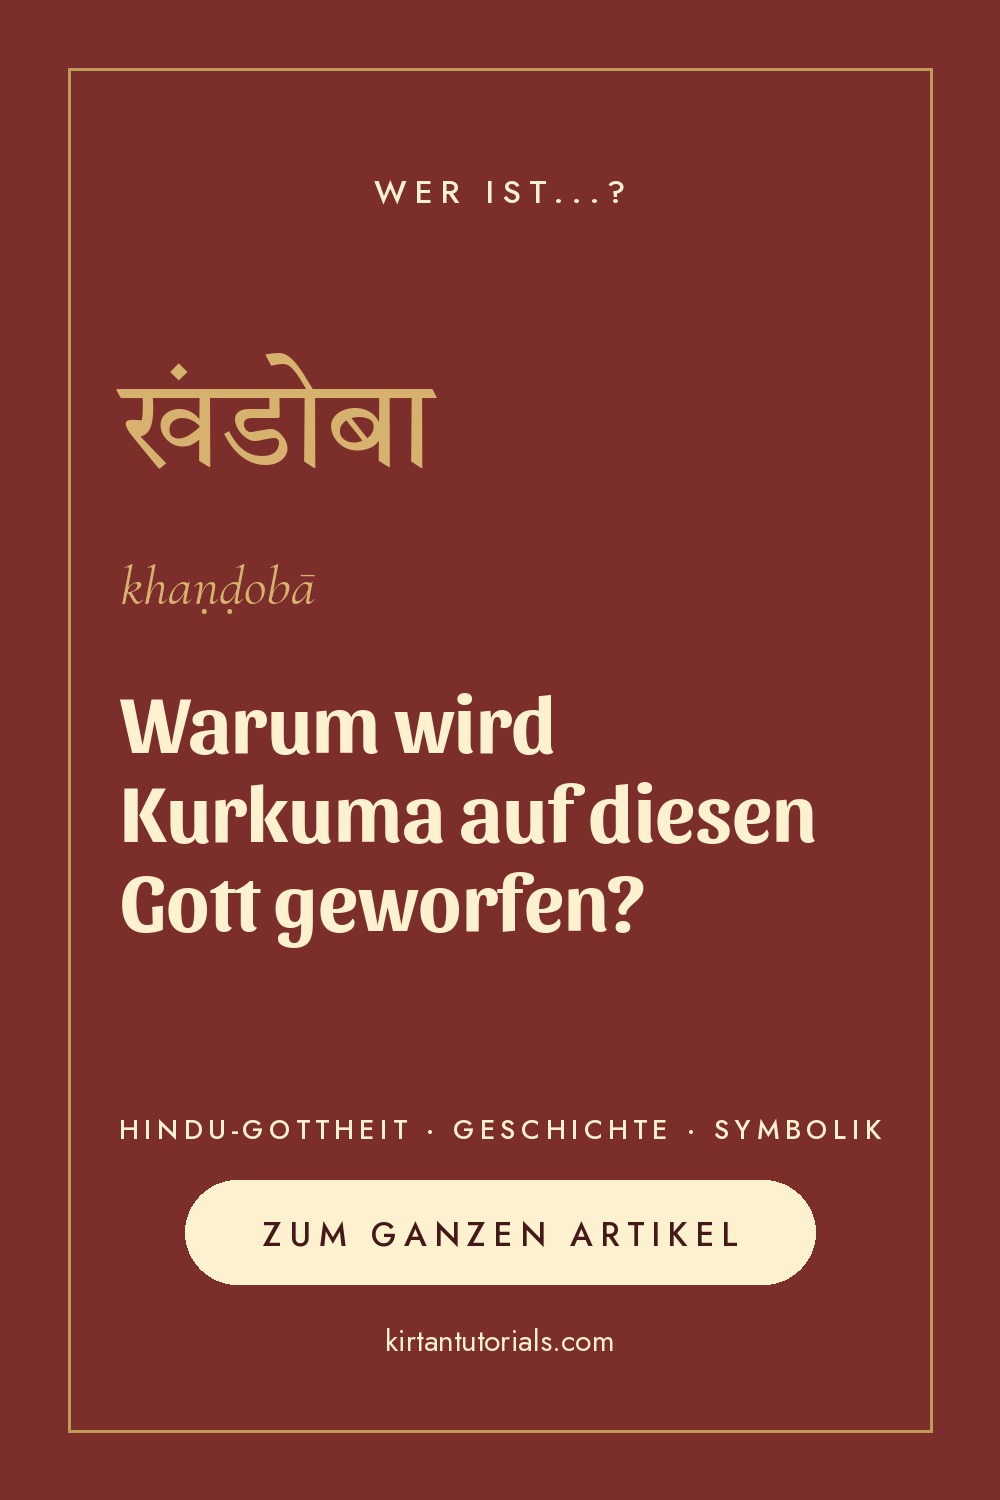 WER IST...?
खंडोबा
khaṇḍobā
Warum wird
Kurkuma auf diesen
Gott geworfen?
HINDU-GOTTHEIT · GESCHICHTE · SYMBOLIK
ZUM GANZEN ARTIKEL
kirtantutorials.com